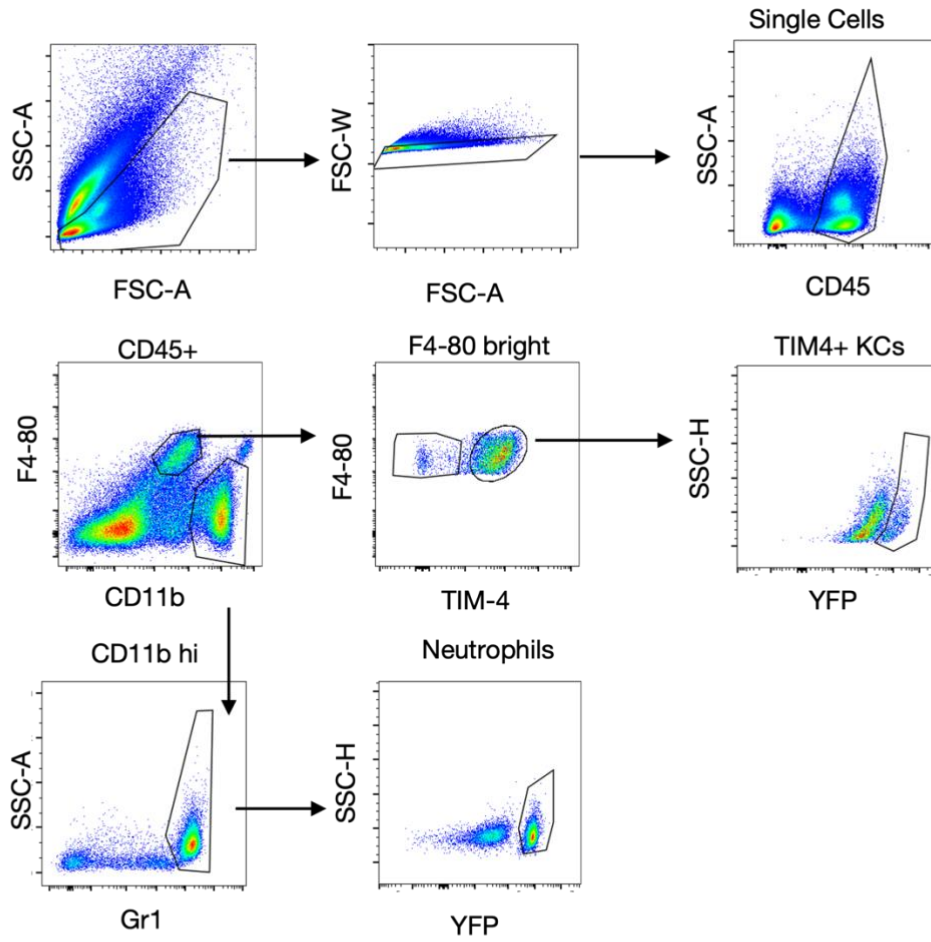 Single Cells
SSC-A
FSC-A
FSC-W
FSC-A
SSC-A
CD45
CD45+
F4-80
CD11b
F4-80 bright
F4-80
TIM-4
TIM4+ KCs
SSC-H
YFP
CD11b hi
SSC-A
Gr1
Neutrophils
SSC-H
YFP